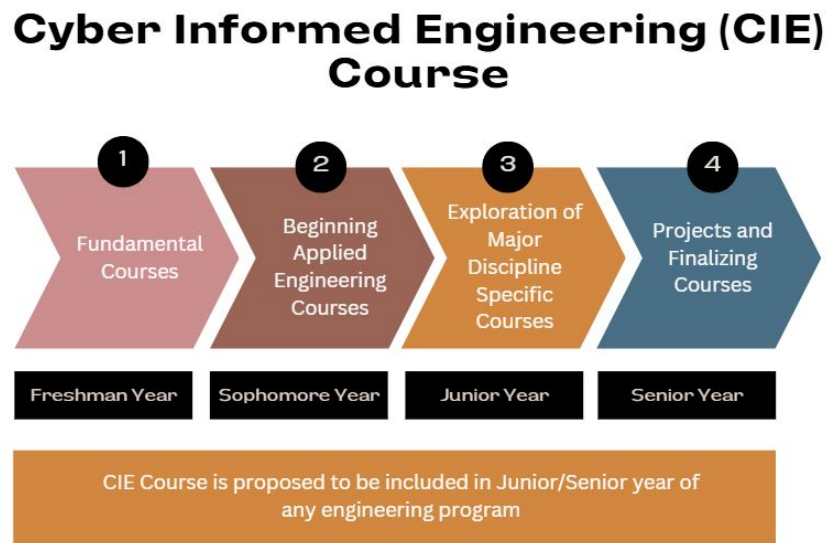 Cyber Informed Engineering (CIE)
Course
1
2
3
4
Fundamental
Courses
Beginning
Applied
Engineering
Courses
Exploration of
Major
Discipline
Specific
Courses
Projects and
Finalizing
Courses
Freshman Year
Sophomore Year
Junior Year
Senior Year
CIE Course is proposed to be included in Junior/Senior year of
any engineering program